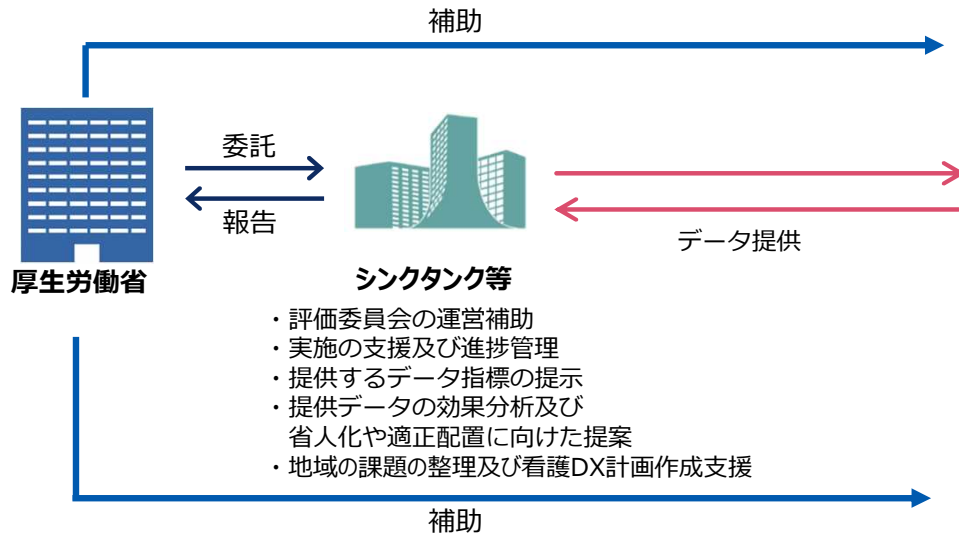 補助
委託
報告
データ提供
厚生労働省
シンクタンク等
・評価委員会の運営補助
・実施の支援及び進捗管理
・提供するデータ指標の提示
・提供データの効果分析及び
省人化や適正配置に向けた提案
・地域の課題の整理及び看護DX計画作成支援
補助